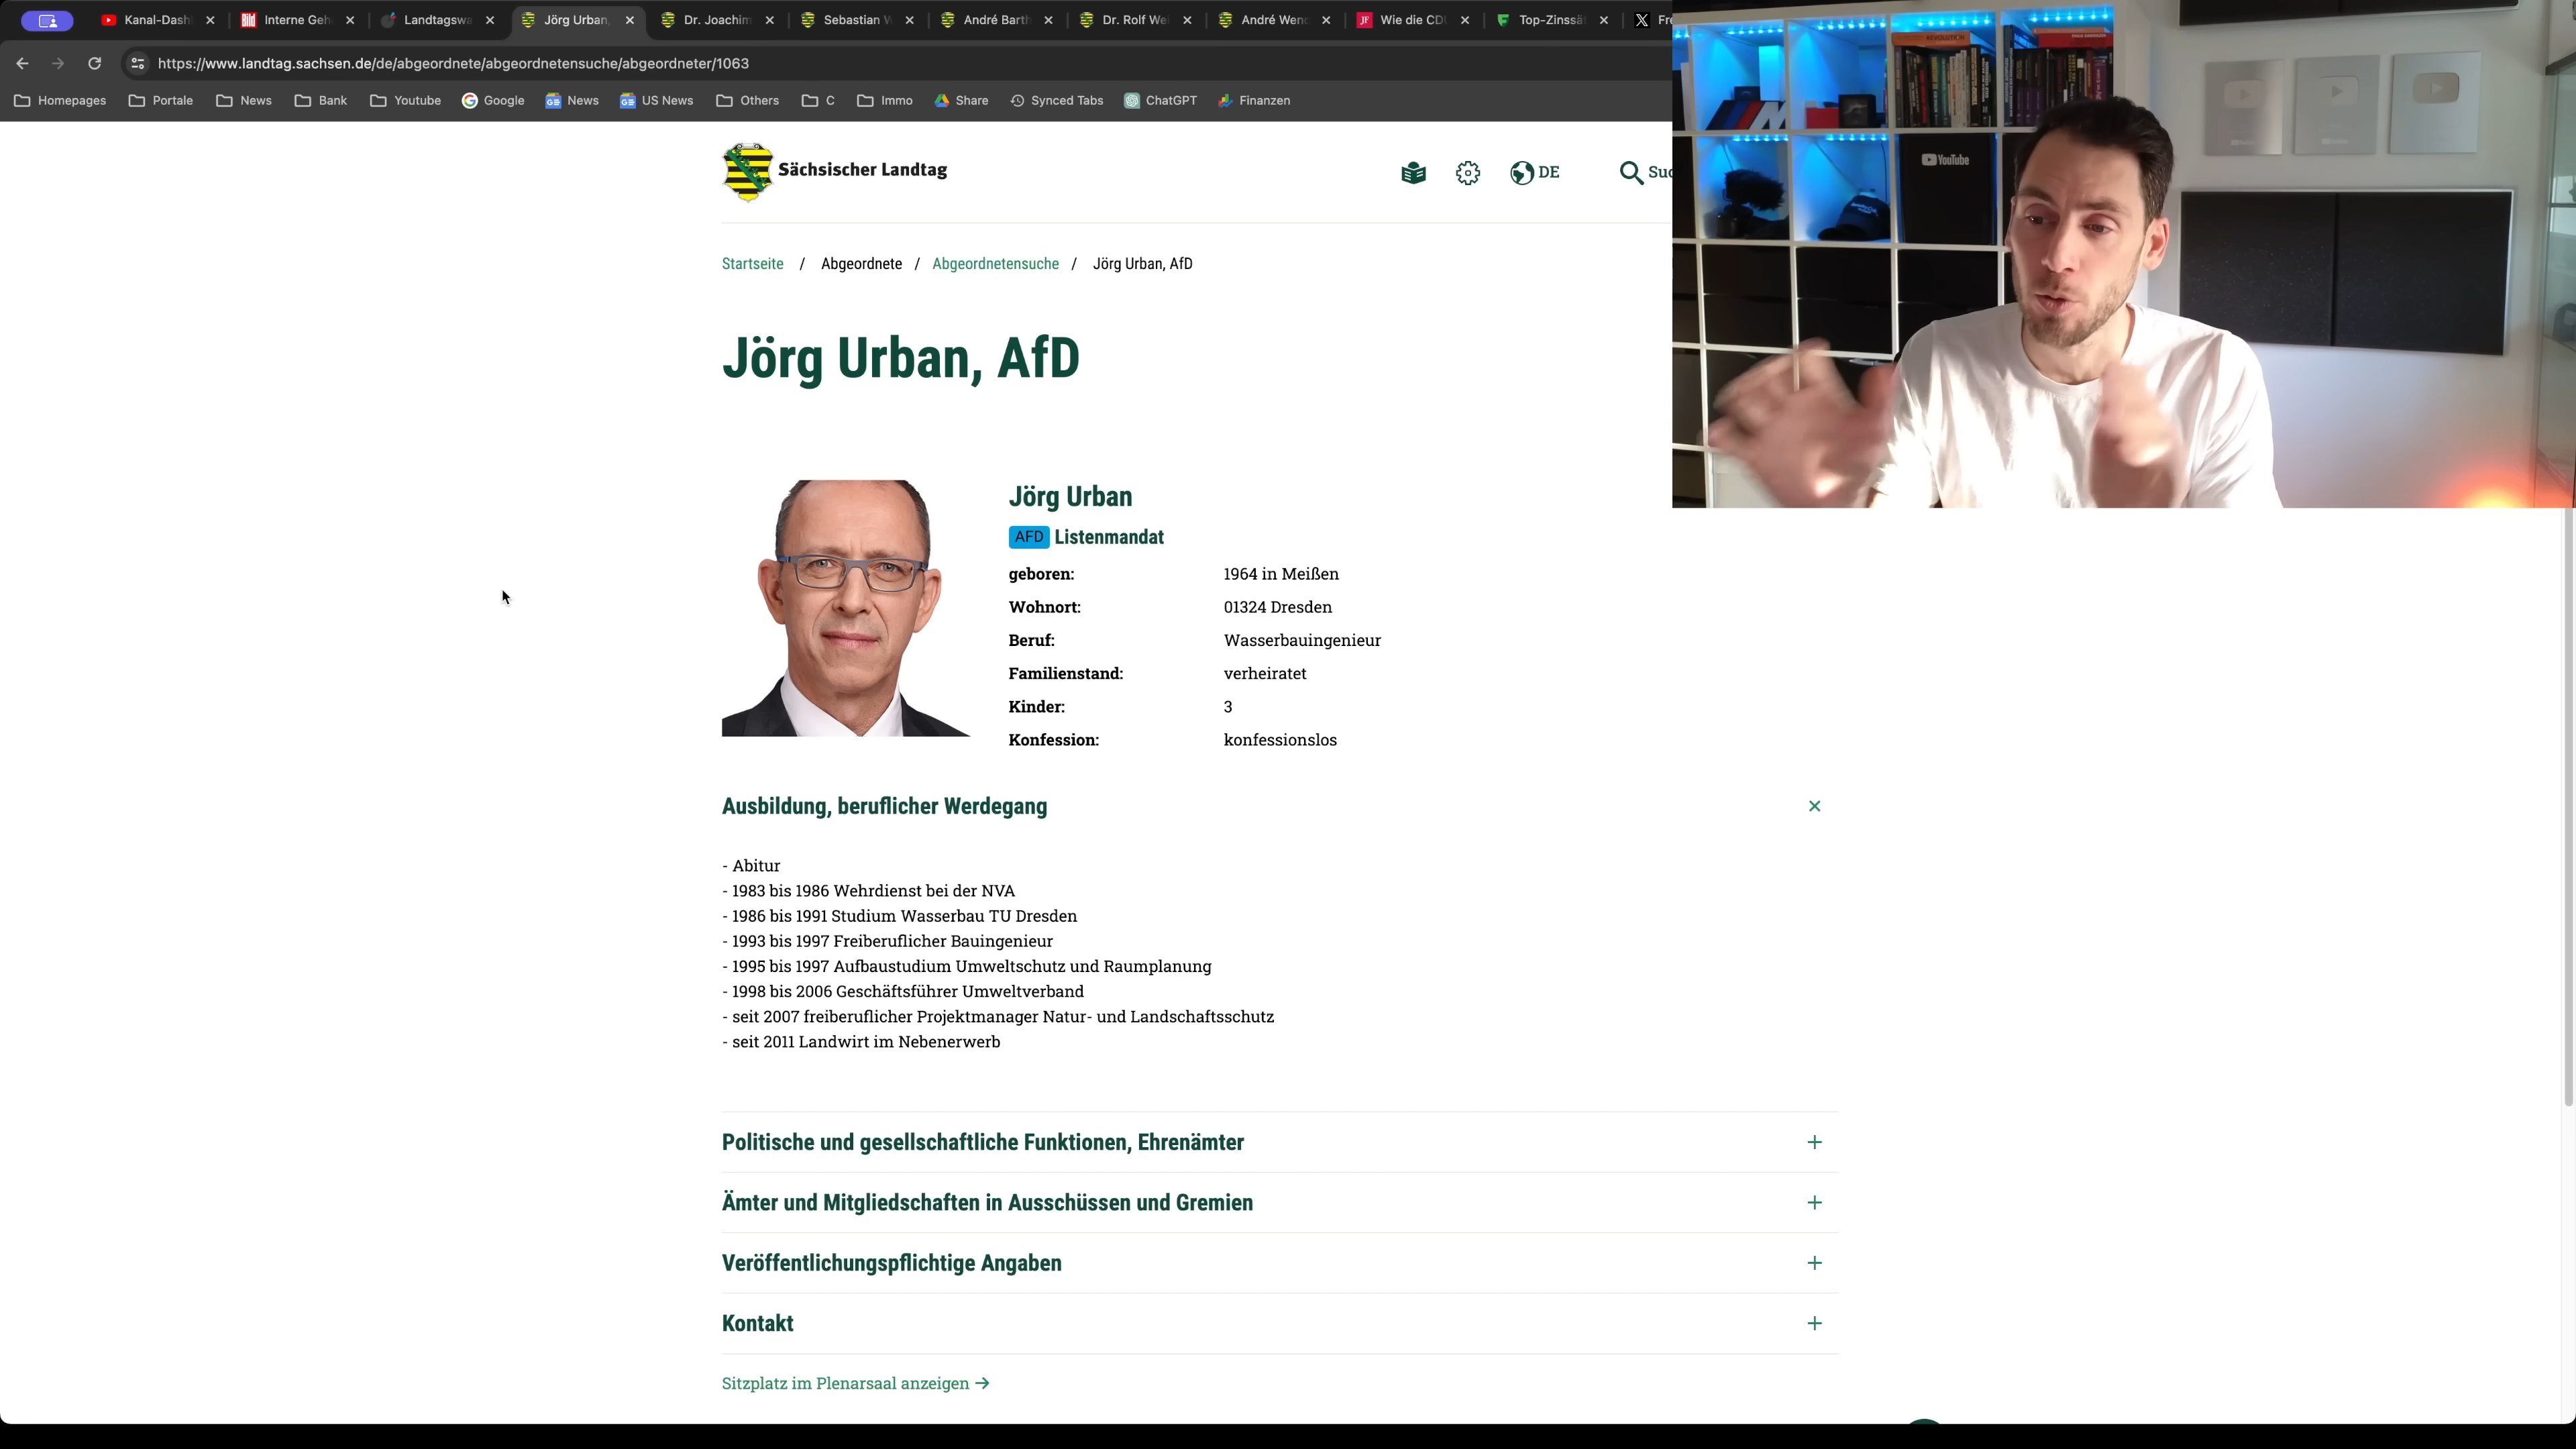 Kanal-Dash
Interne Geh
Landtagswa
Jörg Urban,
Dr. Joachim
Sebastian W
André Barth
Dr. Rolf Wei
André Wend
Wie die CDU
Top-Zinssät
Fre
https://www.landtag.sachsen.de/de/abgeordnete/abgeordnetensuche/abgeordneter/1063
Homepages
Portale
News
Bank
Youtube
Google
News
US News
Others
C
Immo
Share
Synced Tabs
ChatGPT
Finanzen
Sächsischer Landtag
DE
Suc
YouTube
Startseite / Abgeordnete / Abgeordnetensuche / Jörg Urban, AfD
Jörg Urban, AfD
Jörg Urban
AFD Listenmandat
geboren: 1964 in Meißen
Wohnort: 01324 Dresden
Beruf: Wasserbauingenieur
Familienstand: verheiratet
Kinder: 3
Konfession: konfessionslos
Ausbildung, beruflicher Werdegang
- Abitur
- 1983 bis 1986 Wehrdienst bei der NVA
- 1986 bis 1991 Studium Wasserbau TU Dresden
- 1993 bis 1997 Freiberuflicher Bauingenieur
- 1995 bis 1997 Aufbaustudium Umweltschutz und Raumplanung
- 1998 bis 2006 Geschäftsführer Umweltverband
- seit 2007 freiberuflicher Projektmanager Natur- und Landschaftsschutz
- seit 2011 Landwirt im Nebenerwerb
Politische und gesellschaftliche Funktionen, Ehrenämter
Ämter und Mitgliedschaften in Ausschüssen und Gremien
Veröffentlichungspflichtige Angaben
Kontakt
Sitzplatz im Plenarsaal anzeigen →